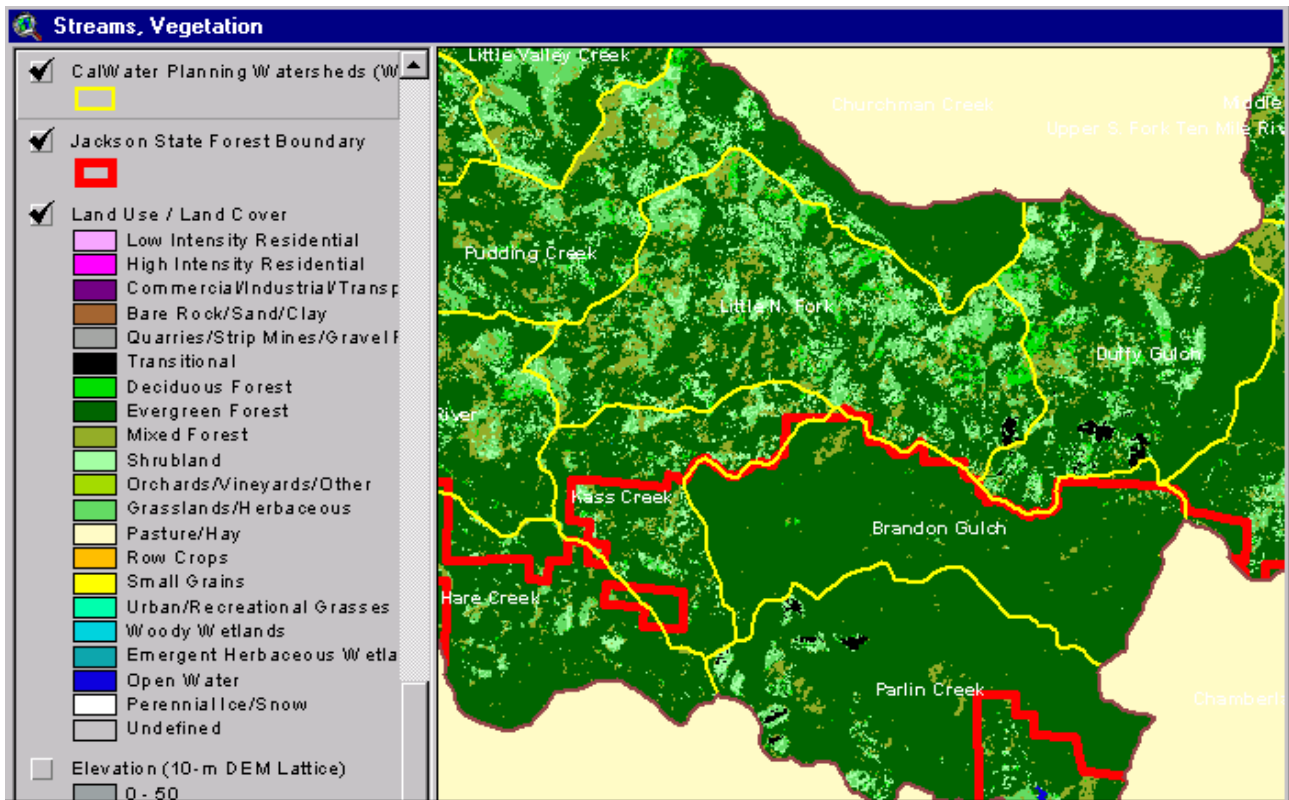 Streams, Vegetation
CalWater Planning Watersheds (W
Jackson State Forest Boundary
Land Use / Land Cover
Low Intensity Residential
High Intensity Residential
Commercial/Industrial/Transp
Bare Rock/Sand/Clay
Quarries/Strip Mines/Gravel P
Transitional
Deciduous Forest
Evergreen Forest
Mixed Forest
Shrubland
Orchards/Vineyards/Other
Grasslands/Herbaceous
Pasture/Hay
Row Crops
Small Grains
Urban/Recreational Grasses
Woody Wetlands
Emergent Herbaceous Wetla
Open Water
Perennial Ice/Snow
Undefined
Elevation (10-m DEM Lattice)
0 - 50
Little Valley Creek
Churchman Creek
Middle
Upper S. Fork Ten Mile Riv
Pudding Creek
Little N. Fork
Duffy Gulch
River
Kass Creek
Brandon Gulch
Hare Creek
Parlin Creek
Chamberl